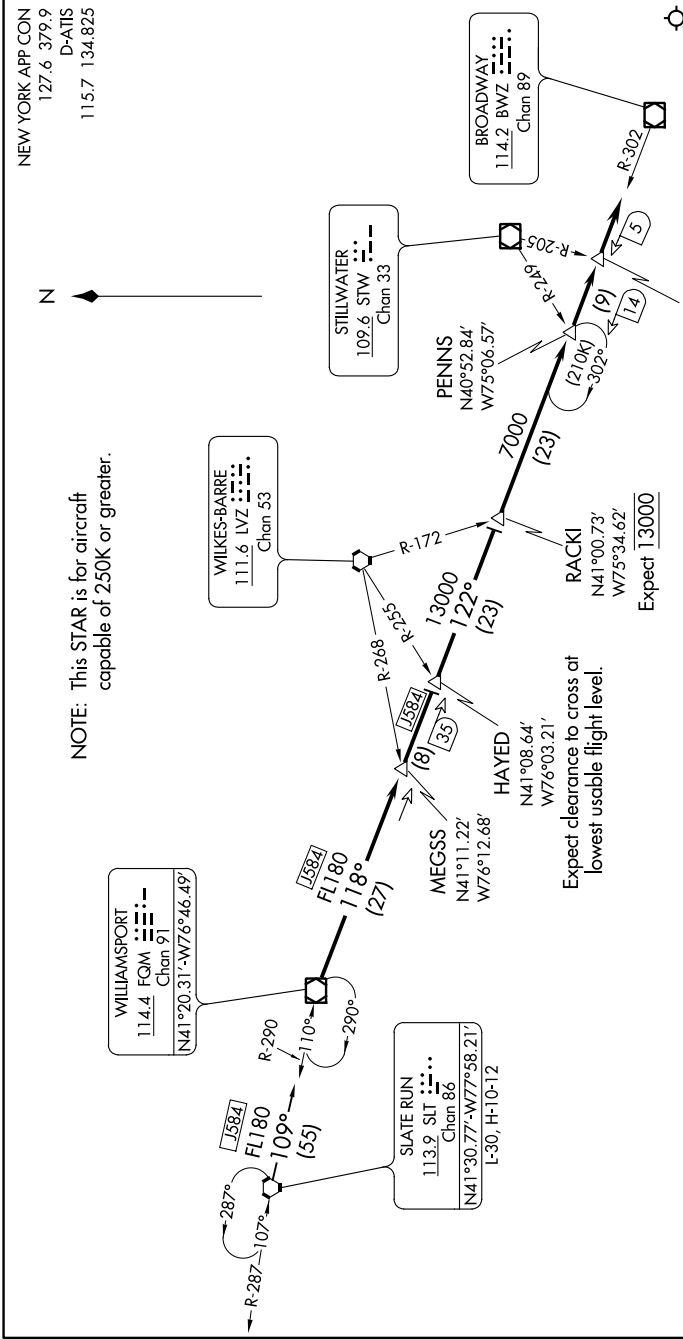 NEW YORK APP CON
127.6 379.9
D-ATIS
115.7 134.825
N
NOTE: This STAR is for aircraft
capable of 250K or greater.
BROADWAY
114.2 BWZ
Chan 89
R-302
STILLWATER
109.6 STW
Chan 33
R-205
R-249
5
(9)
14
PENNS
N40°52.84'
W75°06.57'
(210K)
302°
7000
(23)
WILKES-BARRE
111.6 LVZ
Chan 53
R-172
R-255
R-268
RACKI
N41°00.73'
W75°34.62'
Expect 13000
13000
122°
(23)
J584
(8)
35
HAYED
N41°08.64'
W76°03.21'
Expect clearance to cross at
lowest usable flight level.
MEGSS
N41°11.22'
W76°12.68'
J584
FL180
118°
(27)
WILLIAMSPORT
114.4 FQM
Chan 91
N41°20.31'-W76°46.49'
R-290
110°
290°
J584
FL180
109°
(55)
SLATE RUN
113.9 SLT
Chan 86
N41°30.77'-W77°58.21'
L-30, H-10-12
287°
107°
R-287